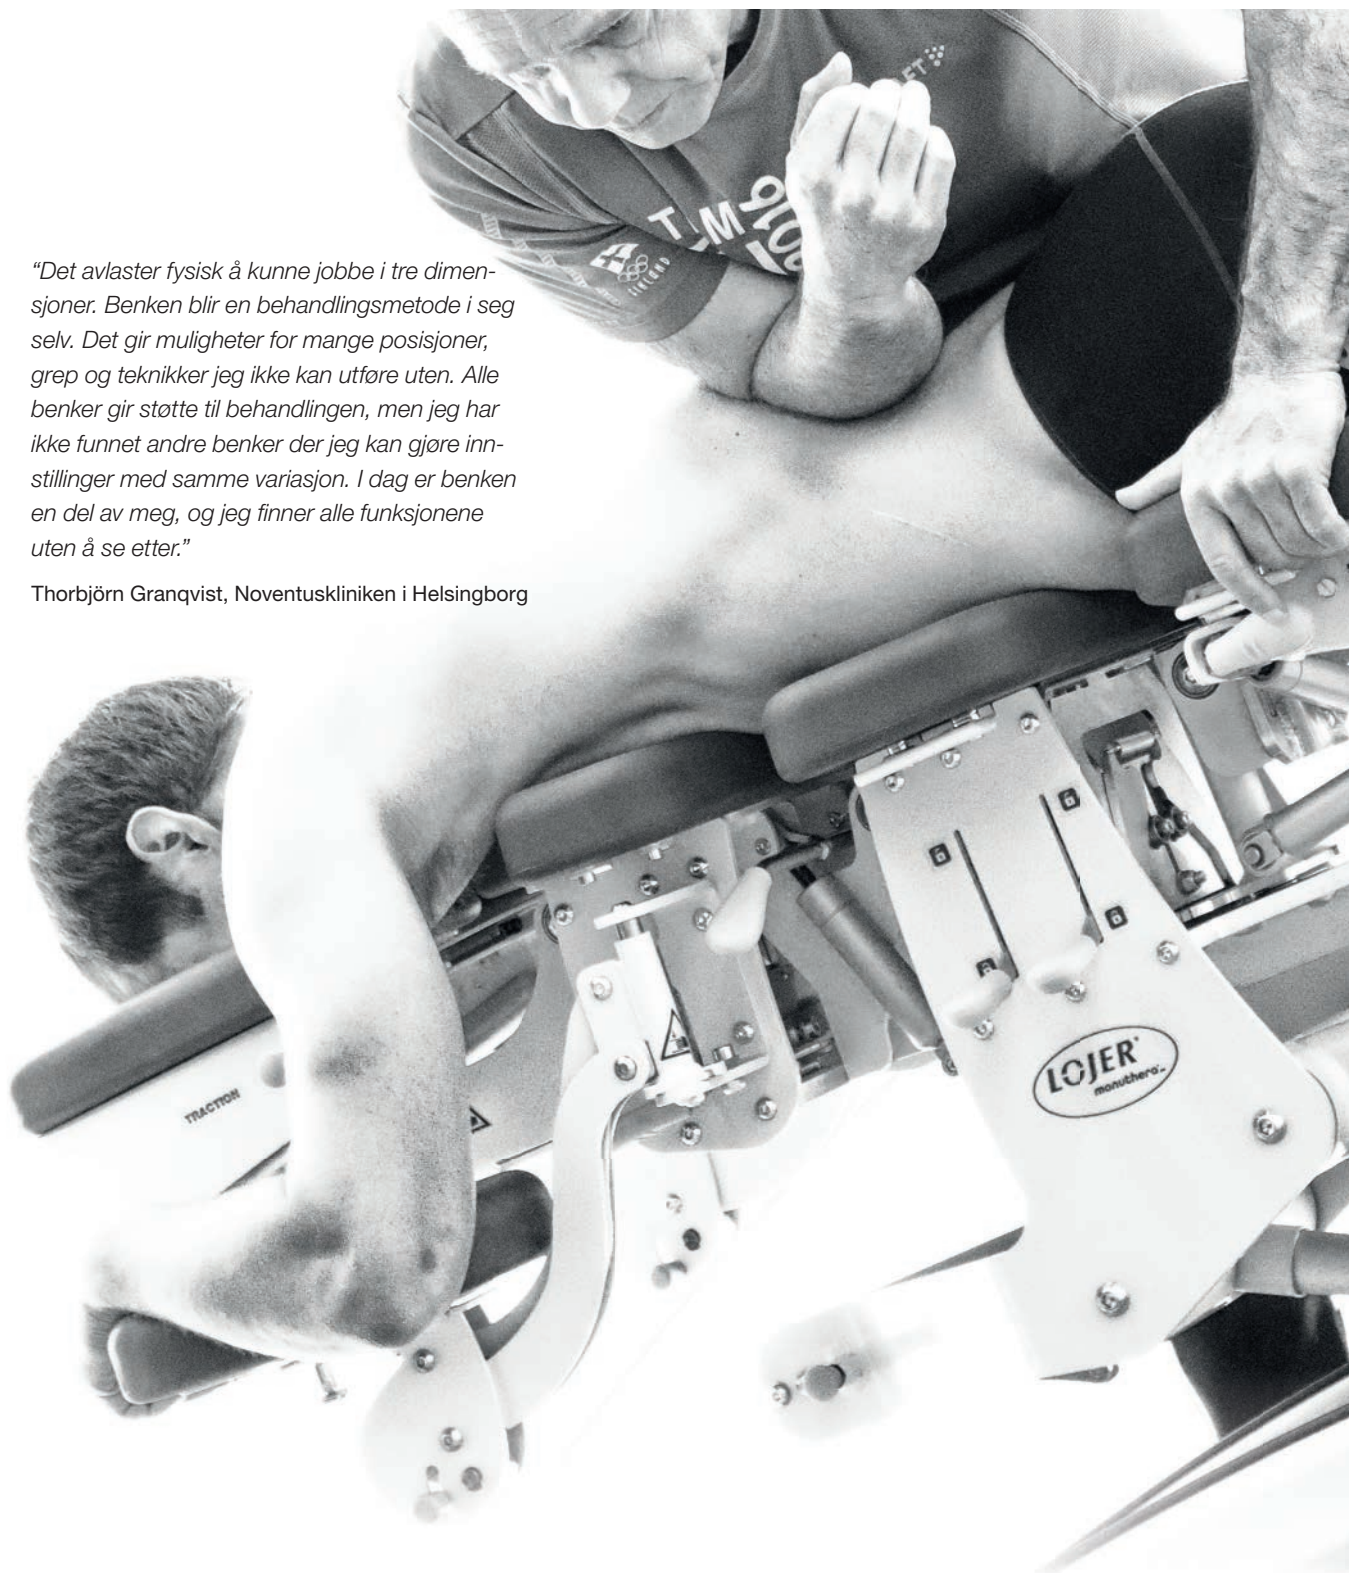 “Det avlaster fysisk å kunne jobbe i tre dimen-
sjoner. Benken blir en behandlingsmetode i seg
selv. Det gir muligheter for mange posisjoner,
grep og teknikker jeg ikke kan utføre uten. Alle
benker gir støtte til behandlingen, men jeg har
ikke funnet andre benker der jeg kan gjøre inn-
stillinger med samme variasjon. I dag er benken
en del av meg, og jeg finner alle funksjonene
uten å se etter.”
Thorbjörn Granqvist, Noventuskliniken i Helsingborg
2016
FINLAND
TRACTION
LOJER
manuthera